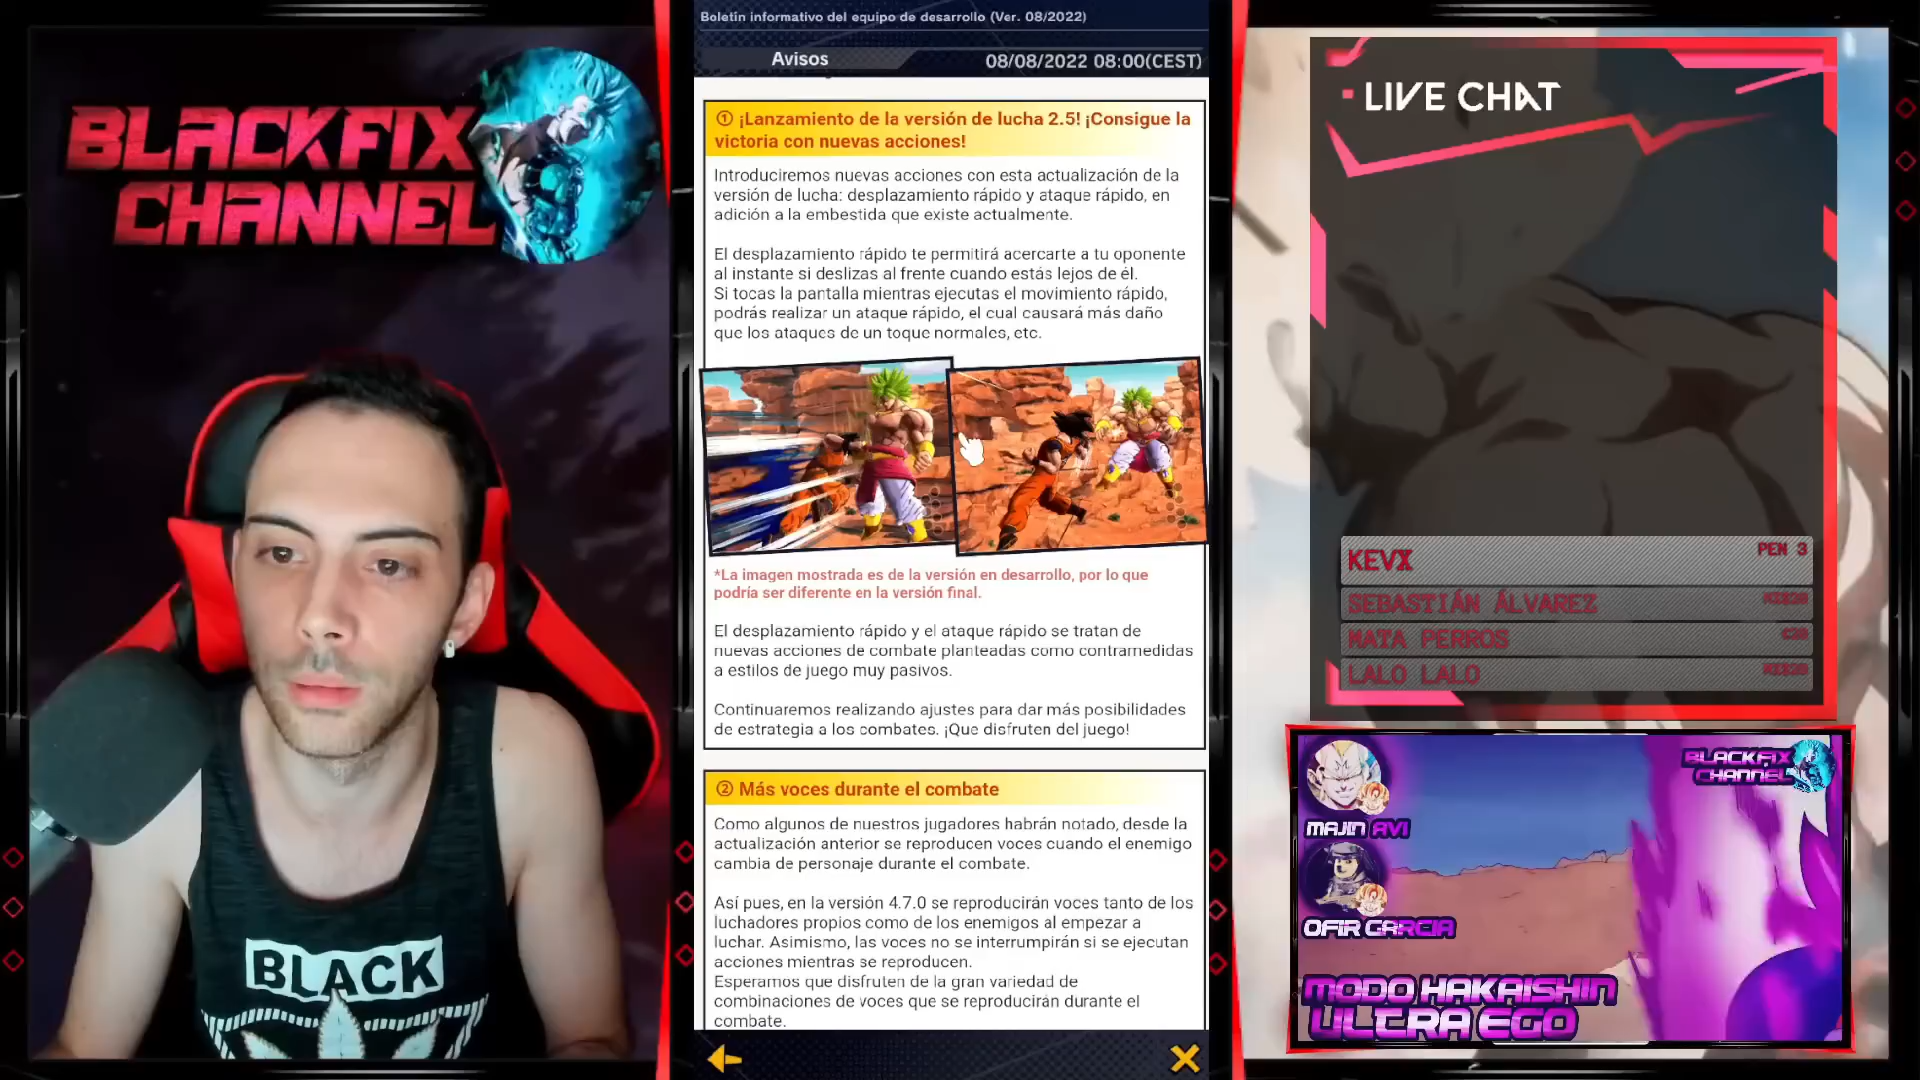 BLACKFIX
CHANNEL
BLACK
Boletín informativo del equipo de desarrollo (Ver. 08/2022)
Avisos
08/08/2022 08:00(CEST)
① ¡Lanzamiento de la versión de lucha 2.5! ¡Consigue la
victoria con nuevas acciones!
Introduciremos nuevas acciones con esta actualización de la
versión de lucha: desplazamiento rápido y ataque rápido, en
adición a la embestida que existe actualmente.
El desplazamiento rápido te permitirá acercarte a tu oponente
al instante si deslizas al frente cuando estás lejos de él.
Si tocas la pantalla mientras ejecutas el movimiento rápido,
podrás realizar un ataque rápido, el cual causará más daño
que los ataques de un toque normales, etc.
*La imagen mostrada es de la versión en desarrollo, por lo que
podría ser diferente en la versión final.
El desplazamiento rápido y el ataque rápido se tratan de
nuevas acciones de combate planteadas como contramedidas
a estilos de juego muy pasivos.
Continuaremos realizando ajustes para dar más posibilidades
de estrategia a los combates. ¡Que disfruten del juego!
② Más voces durante el combate
Como algunos de nuestros jugadores habrán notado, desde la
actualización anterior se reproducen voces cuando el enemigo
cambia de personaje durante el combate.
Así pues, en la versión 4.7.0 se reproducirán voces tanto de los
luchadores propios como de los enemigos al empezar a
luchar. Asimismo, las voces no se interrumpirán si se ejecutan
acciones mientras se reproducen.
Esperamos que disfruten de la gran variedad de
combinaciones de voces que se reproducirán durante el
combate.
LIVE CHAT
KEVX
PEN 3
SEBASTIÁN ÁLVAREZ
MATA PERROS
LALO LALO
BLACKFIX
CHANNEL
MAJIN AVI
OFIR GARCIA
MODO HAKAISHIN
ULTRA EGO